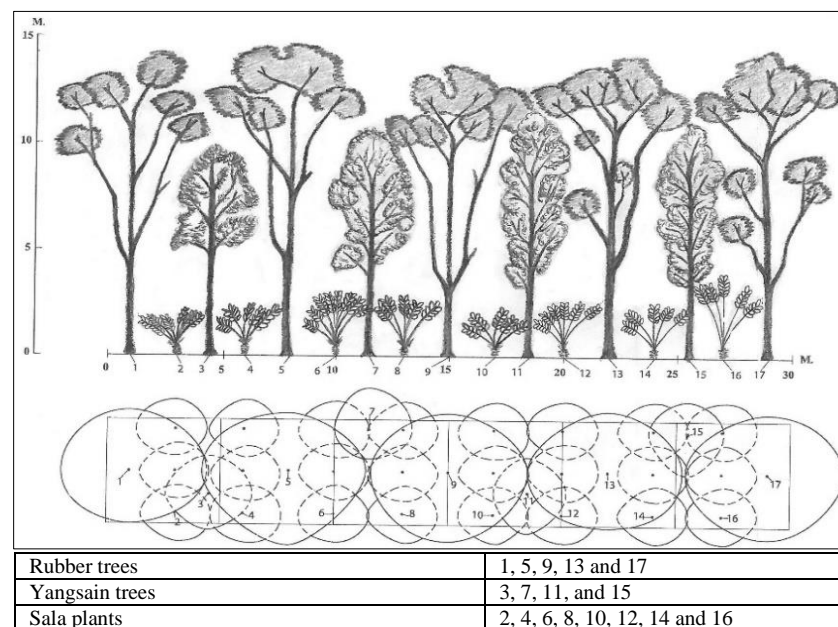 M.
15
10
5
0
0 1 2 3 5 4 5 6 10 7 8 9 15 10 11 20 12 13 14 25 15 16 17 30 M.
7
15
1 5 9 13 17
3 11
2 4 6 8 10 12 14 16
Rubber trees 1, 5, 9, 13 and 17
Yangsain trees 3, 7, 11, and 15
Sala plants 2, 4, 6, 8, 10, 12, 14 and 16